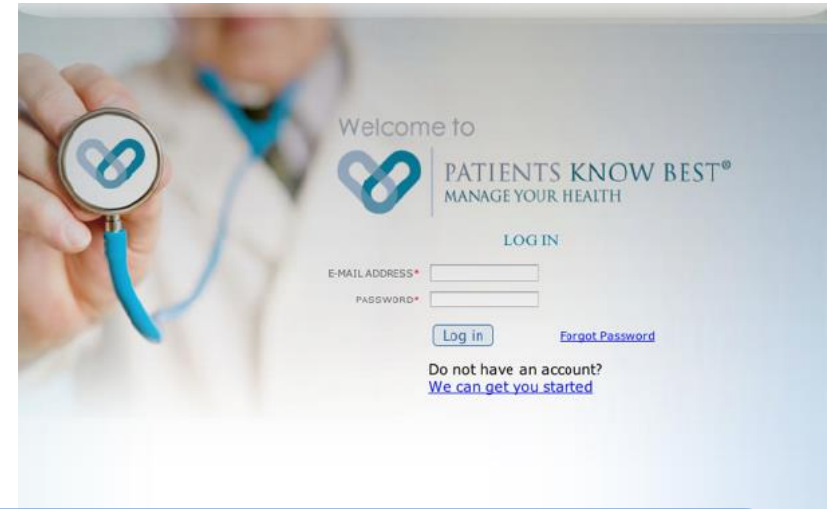 Welcome to
PATIENTS KNOW BEST®
MANAGE YOUR HEALTH
LOG IN
E-MAIL ADDRESS*
PASSWORD*
Log in Forgot Password
Do not have an account?
We can get you started